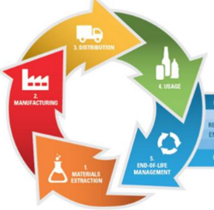 3. DISTRIBUTION
4. USAGE
2.
MANUFACTURING
5.
END-OF-LIFE
MANAGEMENT
1.
MATERIALS
EXTRACTION